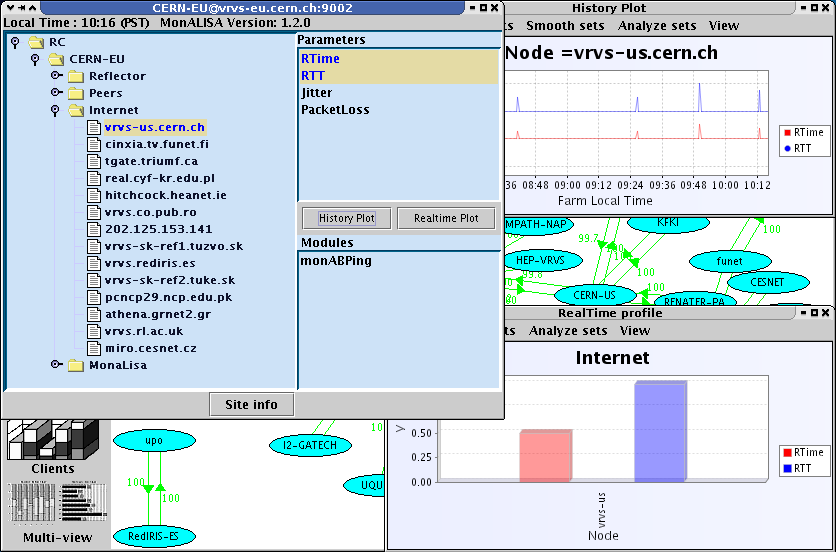 CERN-EU@vrvs-eu.cern.ch:9002
Local Time : 10:16 (PST) MonALISA Version: 1.2.0
RC
CERN-EU
Reflector
Peers
Internet
vrvs-us.cern.ch
cinxia.tv.funet.fi
tgate.triumf.ca
real.cyf-kr.edu.pl
hitchcock.heanet.ie
vrvs.co.pub.ro
202.125.153.141
vrvs-sk-ref1.tuzvo.sk
vrvs.rediris.es
vrvs-sk-ref2.tuke.sk
pcncp29.ncp.edu.pk
athena.grnet2.gr
vrvs.rl.ac.uk
miro.cesnet.cz
MonaLisa
Parameters
RTime
RTT
Jitter
PacketLoss
History Plot Realtime Plot
Modules
monABPing
Site info
History Plot
ts Smooth sets Analyze sets View
Node =vrvs-us.cern.ch
RTime
RTT
36 08:48 09:00 09:12 09:24 09:36 09:48 10:00 10:12
Farm Local Time
MPATH-NAP
KFKI
99.7
100
HEP-VRVS
funet
99.8
100
CESNET
CERN-US
100
RENATER-PA
RealTime profile
ts Analyze sets View
Internet
0.50
0.25
0.00
Y
vrvs-us
Node
RTime
RTT
Clients
Multi-view
upo
100
100
RedIRIS-ES
I2-GATECH
10
UQU